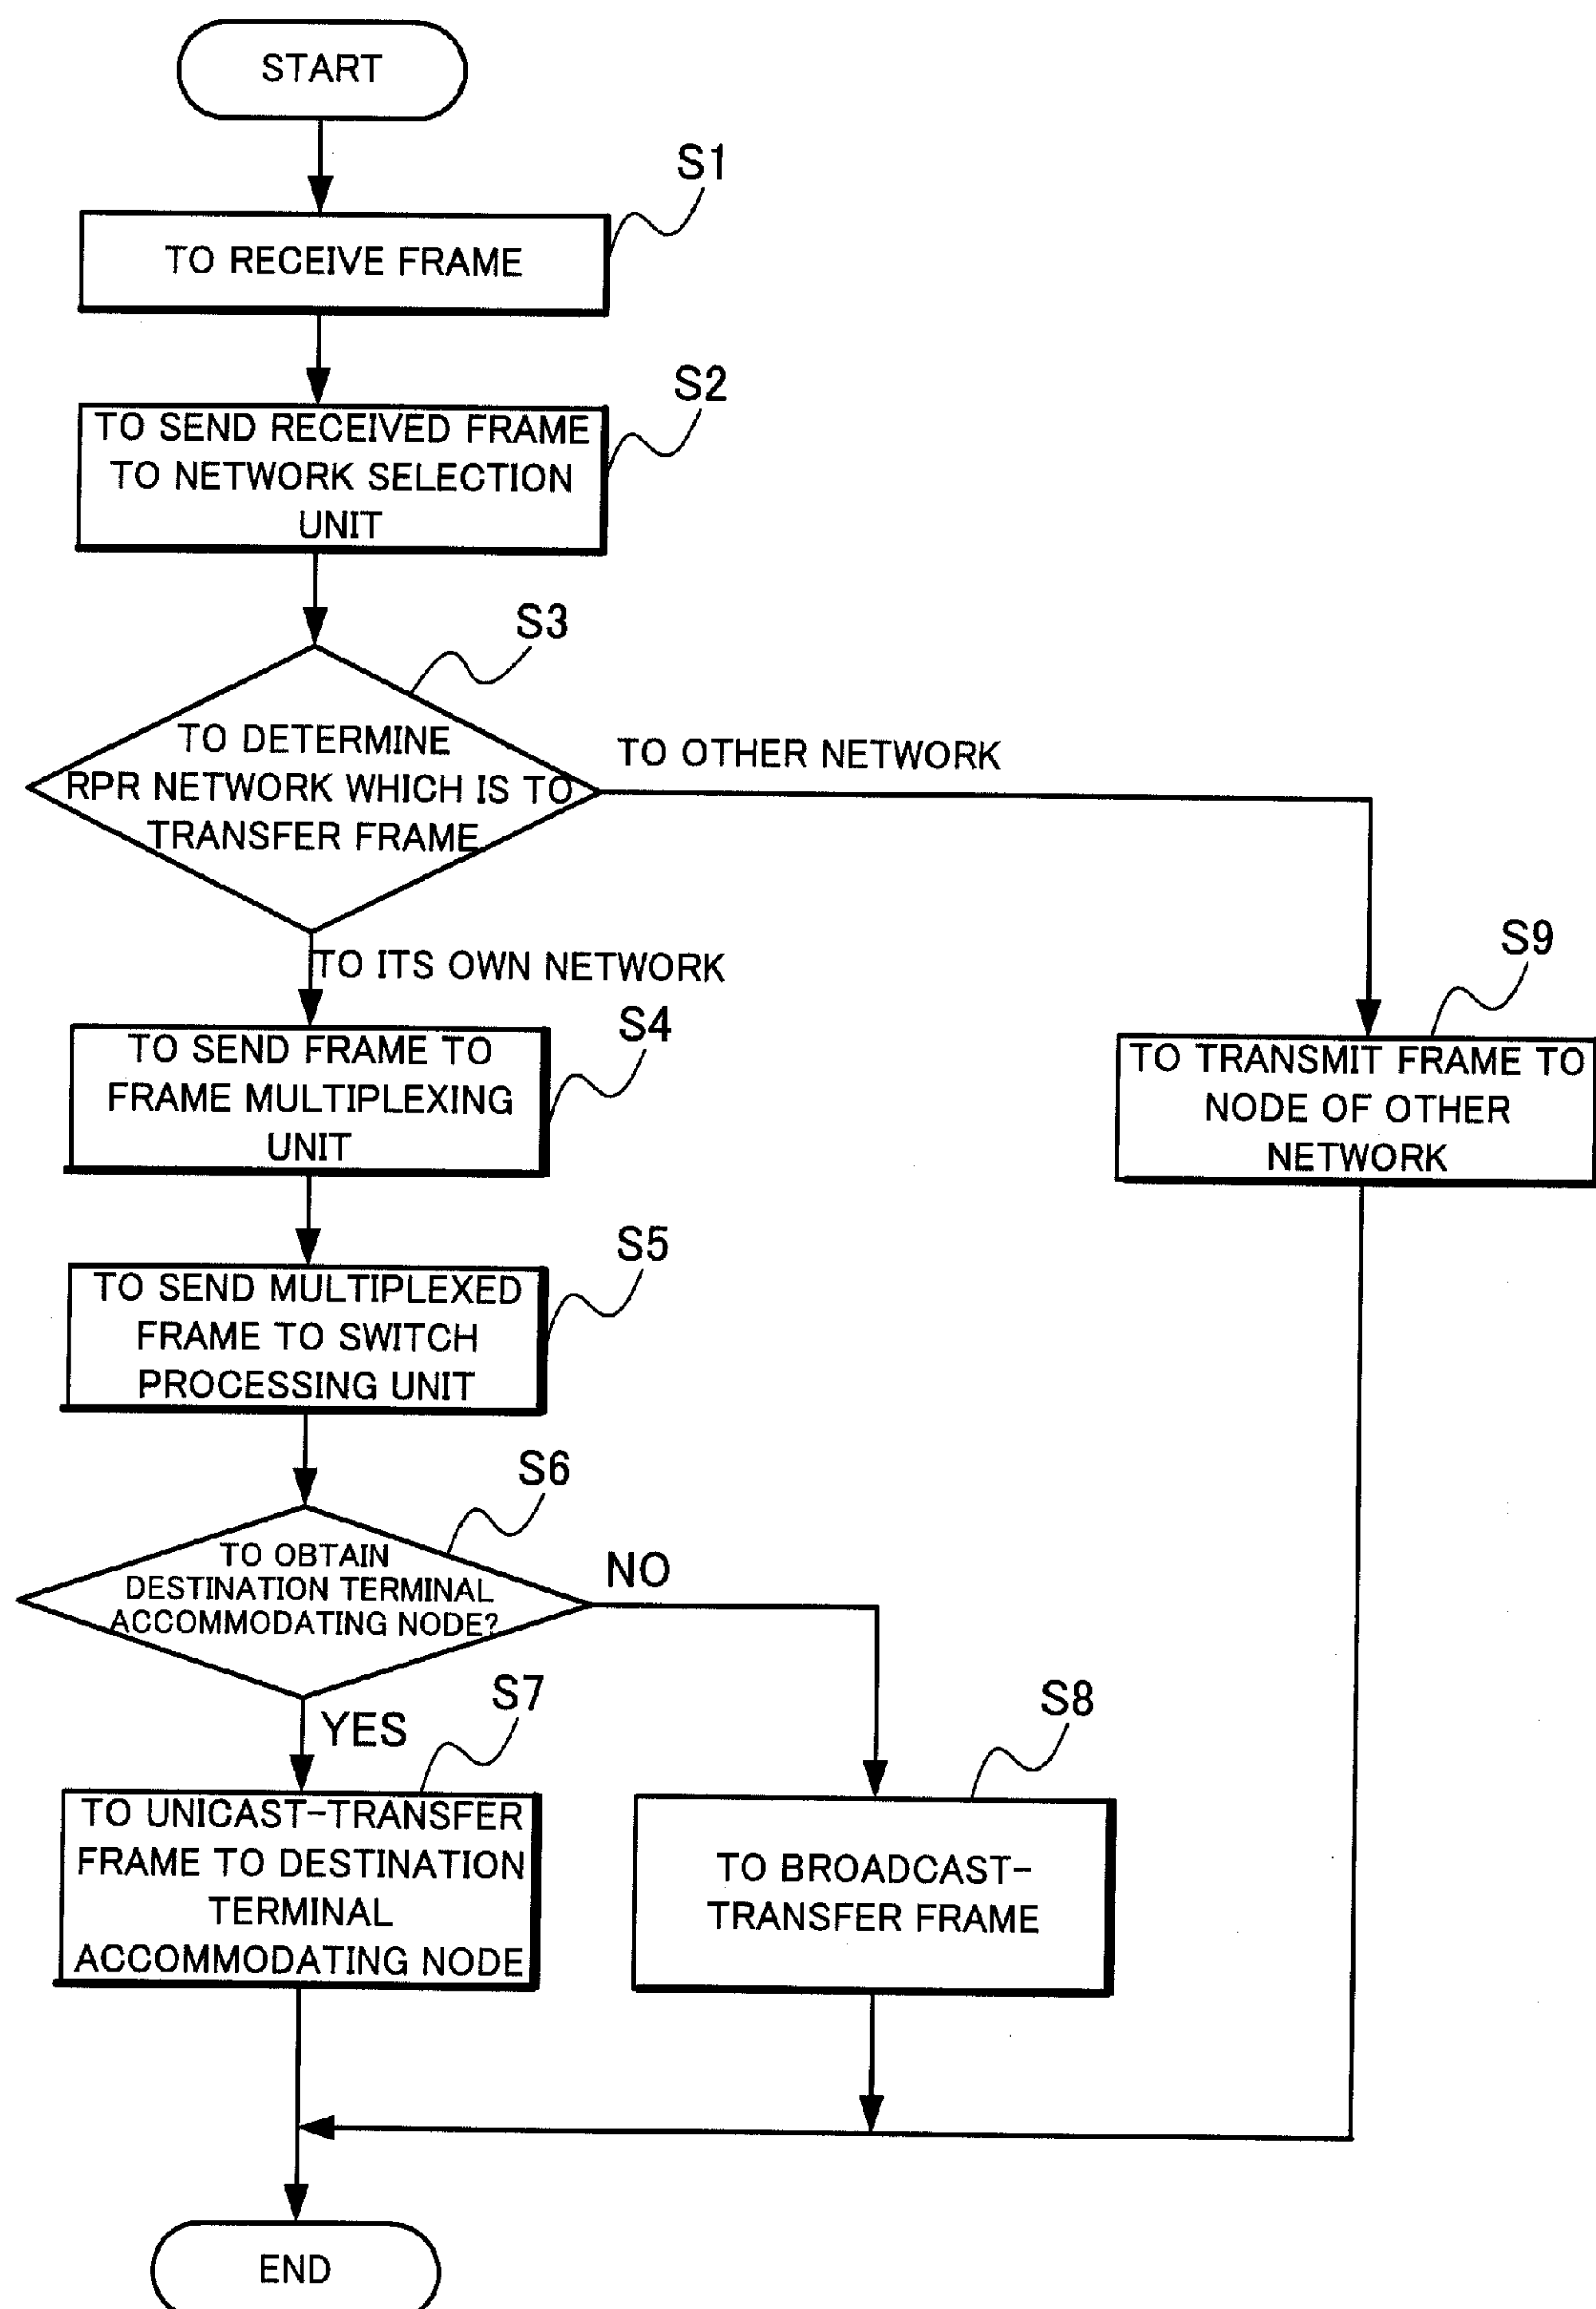 START
S1
TO RECEIVE FRAME
S2
TO SEND RECEIVED FRAME
TO NETWORK SELECTION
UNIT
S3
TO DETERMINE
RPR NETWORK WHICH IS TO
TRANSFER FRAME
TO OTHER NETWORK
TO ITS OWN NETWORK
S9
TO TRANSMIT FRAME TO
NODE OF OTHER
NETWORK
S4
TO SEND FRAME TO
FRAME MULTIPLEXING
UNIT
S5
TO SEND MULTIPLEXED
FRAME TO SWITCH
PROCESSING UNIT
S6
TO OBTAIN
DESTINATION TERMINAL
ACCOMMODATING NODE?
NO
YES
S7
TO UNICAST-TRANSFER
FRAME TO DESTINATION
TERMINAL
ACCOMMODATING NODE
S8
TO BROADCAST-
TRANSFER FRAME
END